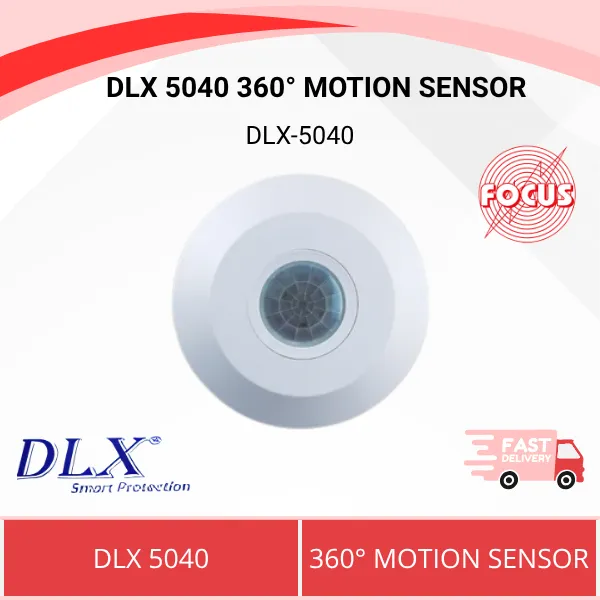 DLX 5040 360° MOTION SENSOR
DLX-5040
FOCUS
DLX®
Smart Protection
FAST
DELIVERY
DLX 5040
360° MOTION SENSOR